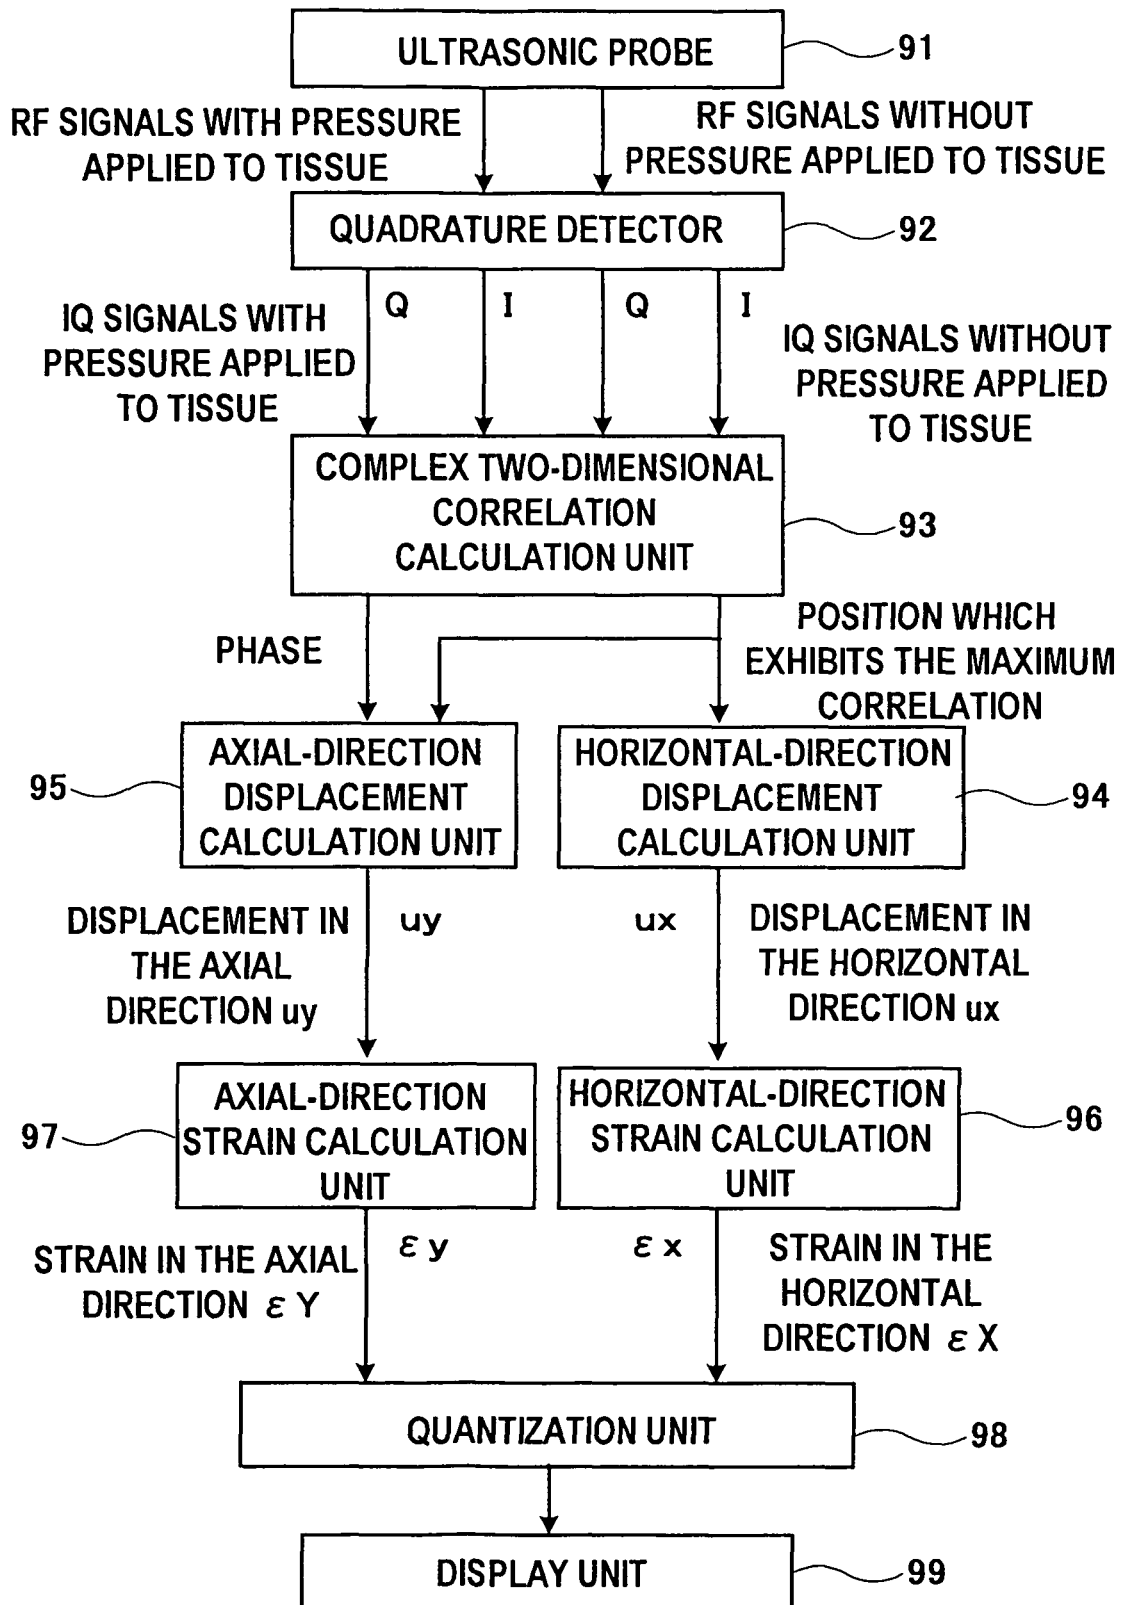 ULTRASONIC PROBE
91
RF SIGNALS WITH PRESSURE
APPLIED TO TISSUE
RF SIGNALS WITHOUT
PRESSURE APPLIED TO TISSUE
QUADRATURE DETECTOR
92
Q
I
Q
I
IQ SIGNALS WITH
PRESSURE APPLIED
TO TISSUE
IQ SIGNALS WITHOUT
PRESSURE APPLIED
TO TISSUE
COMPLEX TWO-DIMENSIONAL
CORRELATION
CALCULATION UNIT
93
PHASE
POSITION WHICH
EXHIBITS THE MAXIMUM
CORRELATION
AXIAL-DIRECTION
DISPLACEMENT
CALCULATION UNIT
95
HORIZONTAL-DIRECTION
DISPLACEMENT
CALCULATION UNIT
94
DISPLACEMENT IN
THE AXIAL
DIRECTION uy
uy
ux
DISPLACEMENT IN
THE HORIZONTAL
DIRECTION ux
AXIAL-DIRECTION
STRAIN CALCULATION
UNIT
97
HORIZONTAL-DIRECTION
STRAIN CALCULATION
UNIT
96
STRAIN IN THE AXIAL
DIRECTION ε Y
ε y
ε x
STRAIN IN THE
HORIZONTAL
DIRECTION ε X
QUANTIZATION UNIT
98
DISPLAY UNIT
99